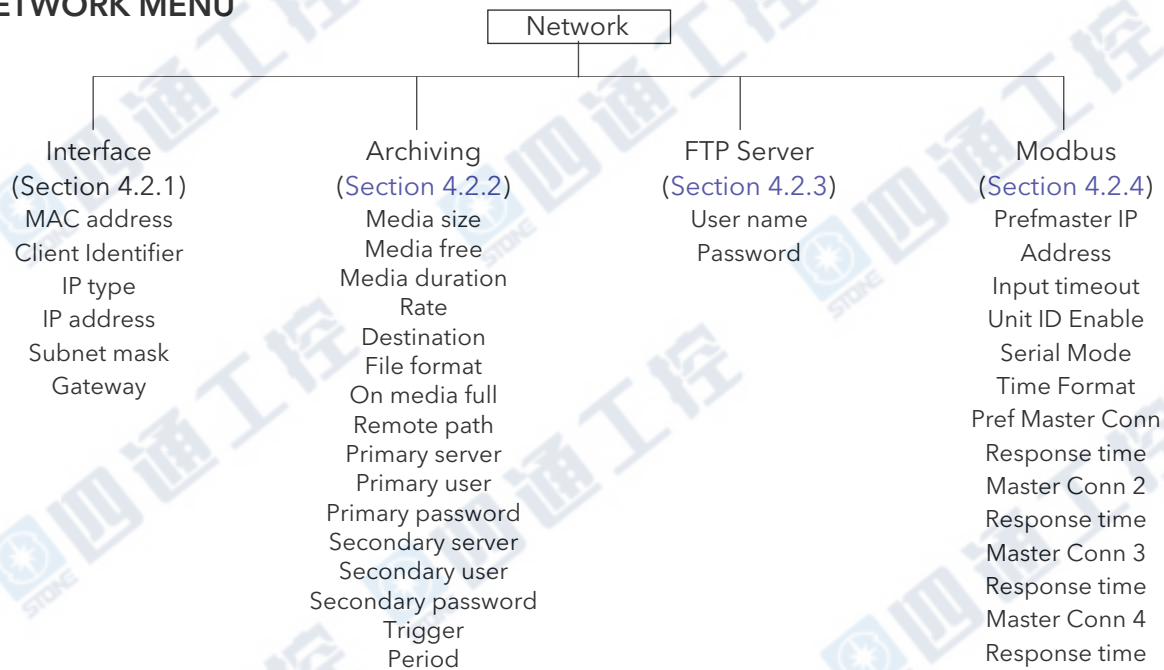 ETWORK MENU
Network
Interface
(Section 4.2.1)
MAC address
Client Identifier
IP type
IP address
Subnet mask
Gateway
Archiving
(Section 4.2.2)
Media size
Media free
Media duration
Rate
Destination
File format
On media full
Remote path
Primary server
Primary user
Primary password
Secondary server
Secondary user
Secondary password
Trigger
Period
FTP Server
(Section 4.2.3)
User name
Password
Modbus
(Section 4.2.4)
Prefmaster IP
Address
Input timeout
Unit ID Enable
Serial Mode
Time Format
Pref Master Conn
Response time
Master Conn 2
Response time
Master Conn 3
Response time
Master Conn 4
Response time
四通工控
STONE